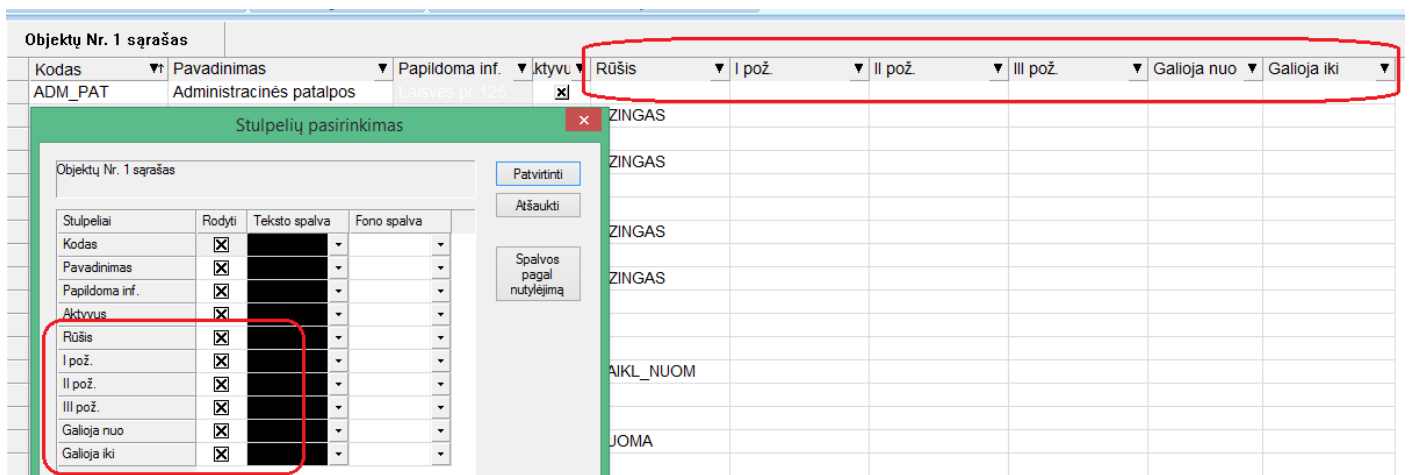 Objektų Nr. 1 sąrašas
Kodas Pavadinimas Papildoma inf. ktyvu Rūšis I pož. II pož. III pož. Galioja nuo Galioja iki
ADM_PAT Administracinės patalpos Laisvės pr 125
Stulpelių pasirinkimas
ZINGAS
Objektų Nr. 1 sąrašas
Patvirtinti
ZINGAS
Atšaukti
Stulpeliai Rodyti Teksto spalva Fono spalva
Kodas
ZINGAS
Pavadinimas
Spalvos
pagal
nutylėjimą
Papildoma inf.
ZINGAS
Aktyvus
Rūšis
I pož.
AIKL_NUOM
II pož.
III pož.
Galioja nuo
UOMA
Galioja iki